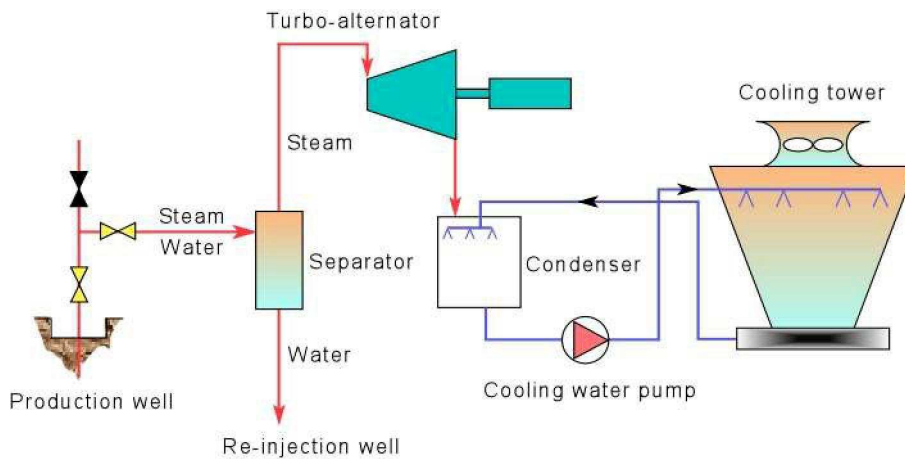 Turbo-alternator
Cooling tower
Steam
Steam
Water
Separator
Condenser
Water
Cooling water pump
Production well
Re-injection well